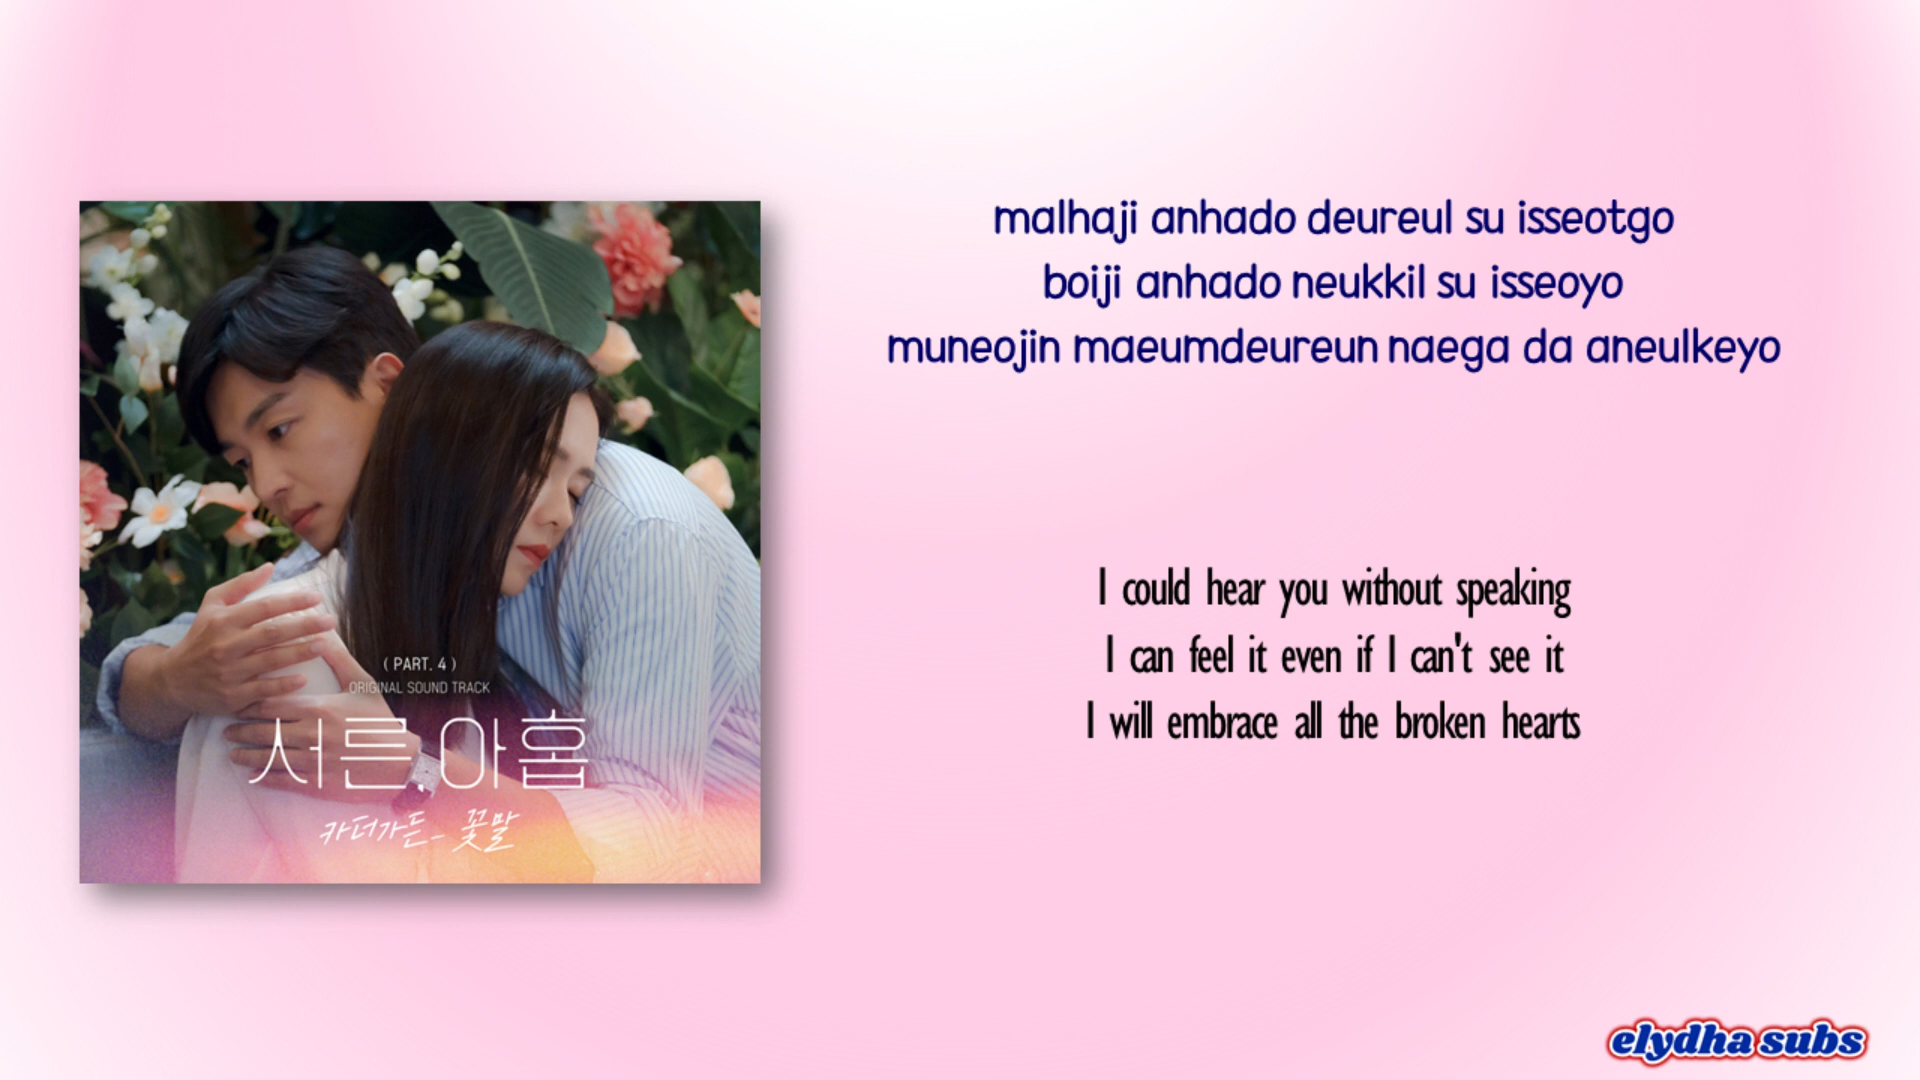 malhaji anhado deureul su isseotgo
boiji anhado neukkil su isseoyo
muneojin maeumdeureun naega da aneulkeyo
I could hear you without speaking
I can feel it even if I can't see it
I will embrace all the broken hearts
( PART. 4 )
ORIGINAL SOUND TRACK
서른,아홉
카더가든_ 꽃말
elydha subs